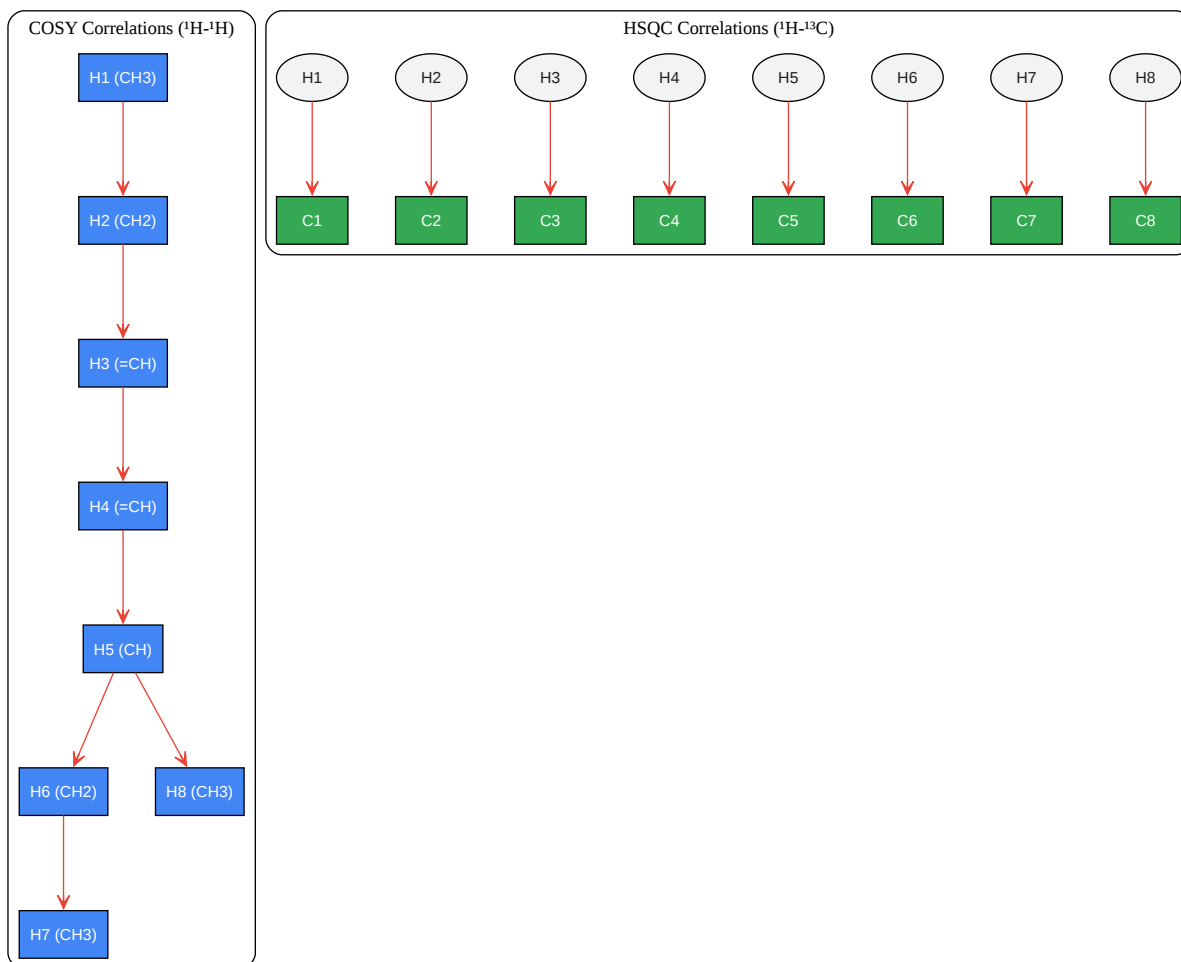 COSY Correlations (¹H-¹H)
H1 (CH3)
H2 (CH2)
H3 (=CH)
H4 (=CH)
H5 (CH)
H6 (CH2)
H8 (CH3)
H7 (CH3)
HSQC Correlations (¹H-¹³C)
H1
H2
H3
H4
H5
H6
H7
H8
C1
C2
C3
C4
C5
C6
C7
C8